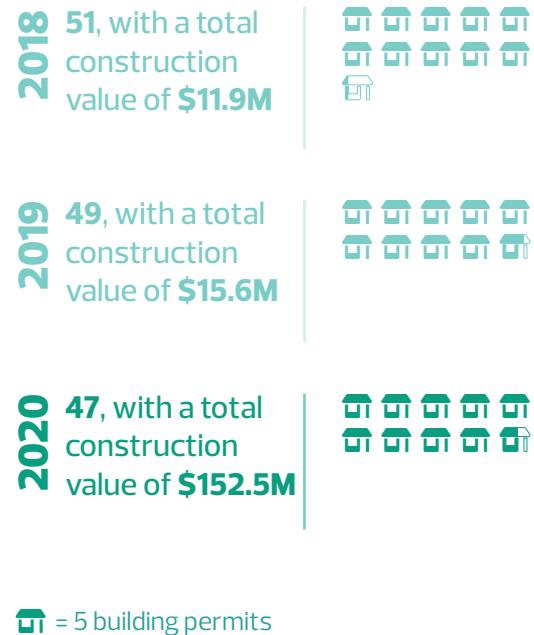 2018
51, with a total
construction
value of $11.9M
2019
49, with a total
construction
value of $15.6M
2020
47, with a total
construction
value of $152.5M
= 5 building permits